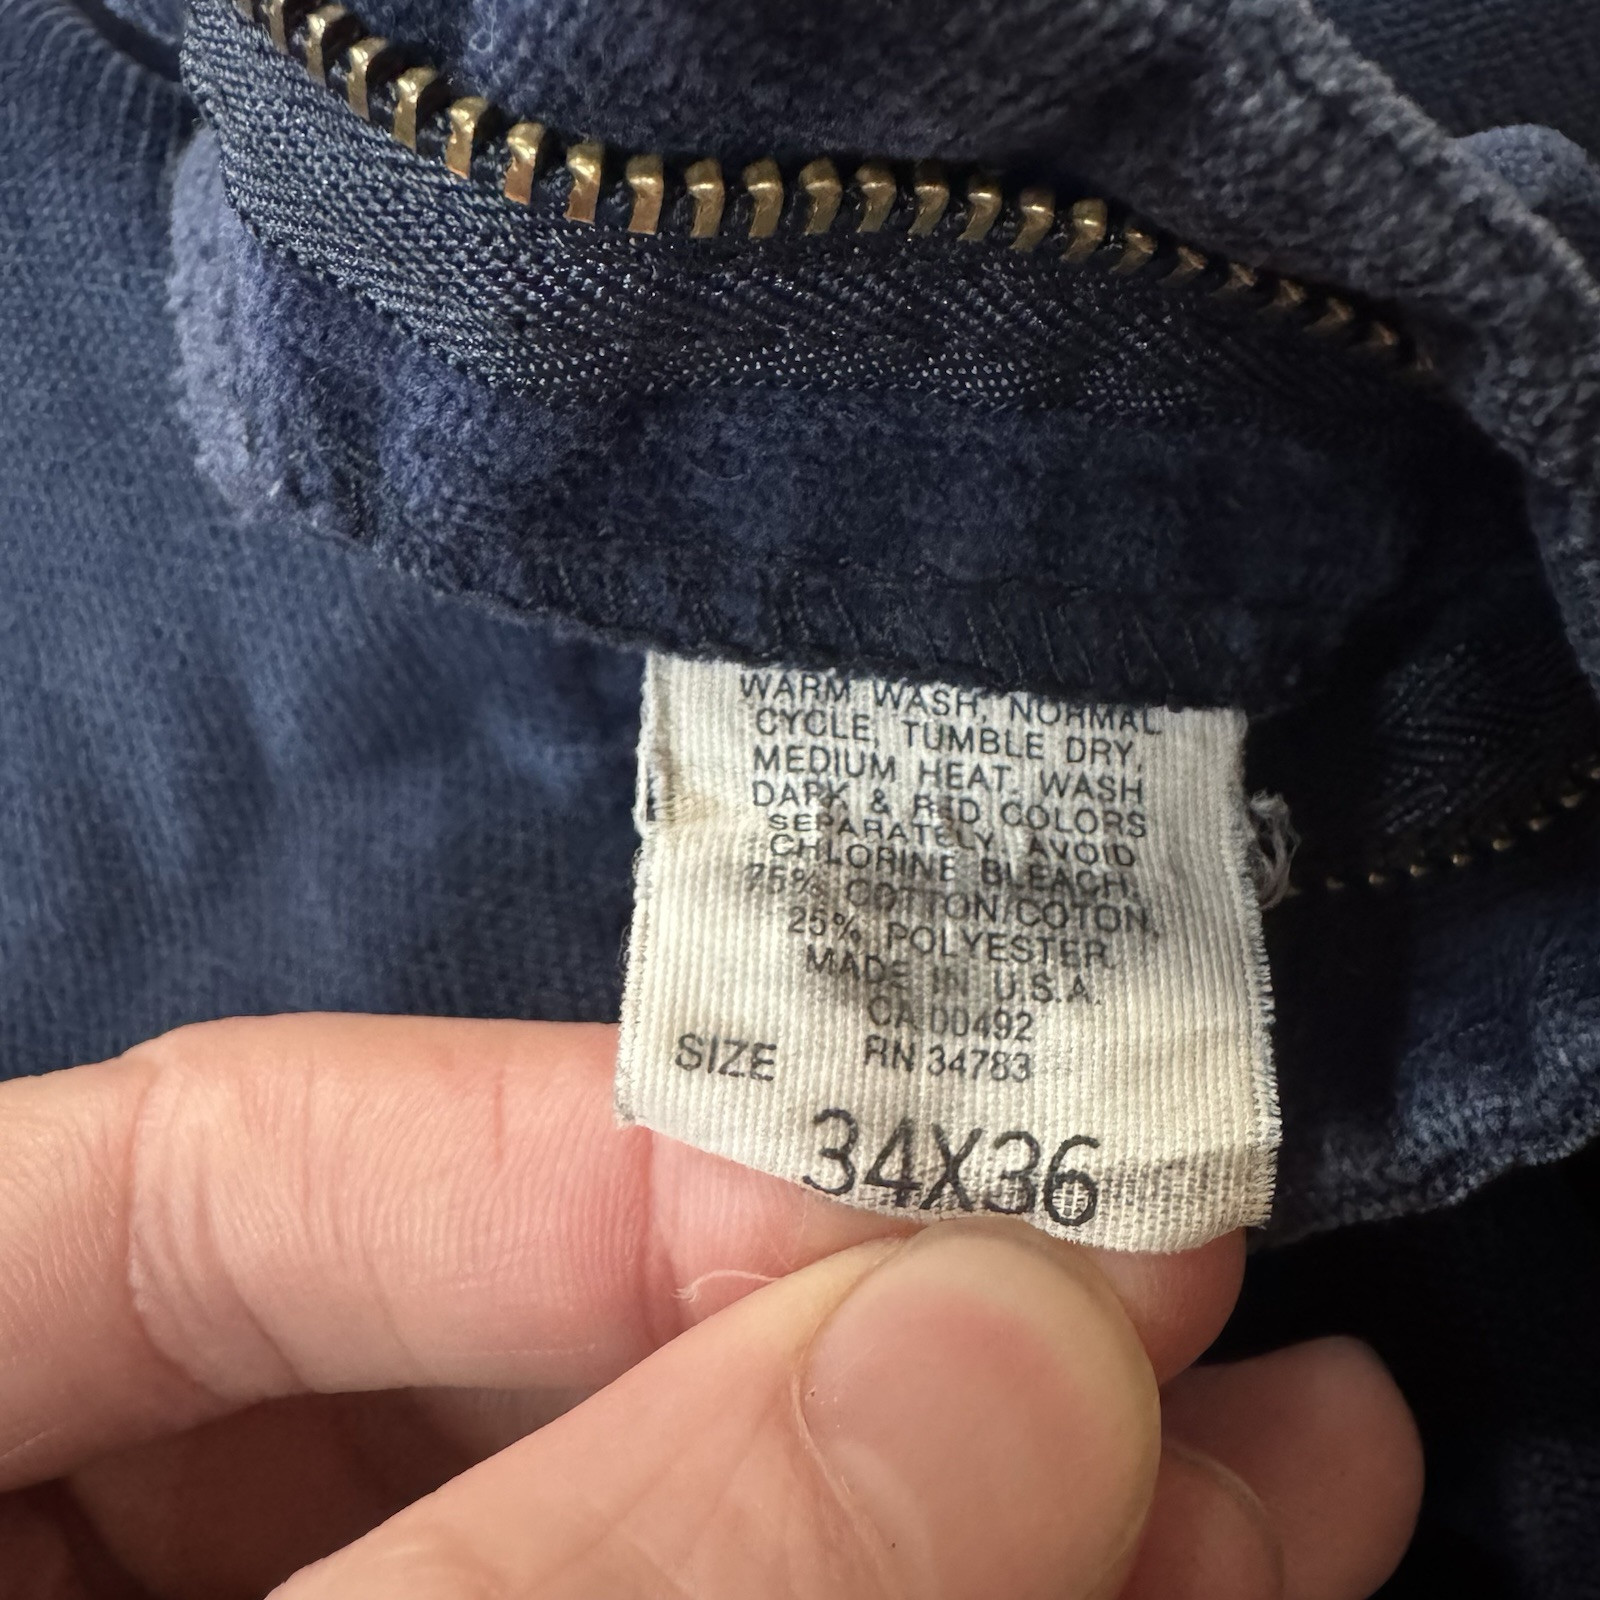 WARM WASH, NORMAL
CYCLE, TUMBLE DRY,
MEDIUM HEAT. WASH
DARK & RED COLORS
SEPARATELY, AVOID
CHLORINE BLEACH.
75% COTTON/COTON,
25% POLYESTER.
MADE IN U.S.A.
CA 00492
RN 34783
SIZE
34X36